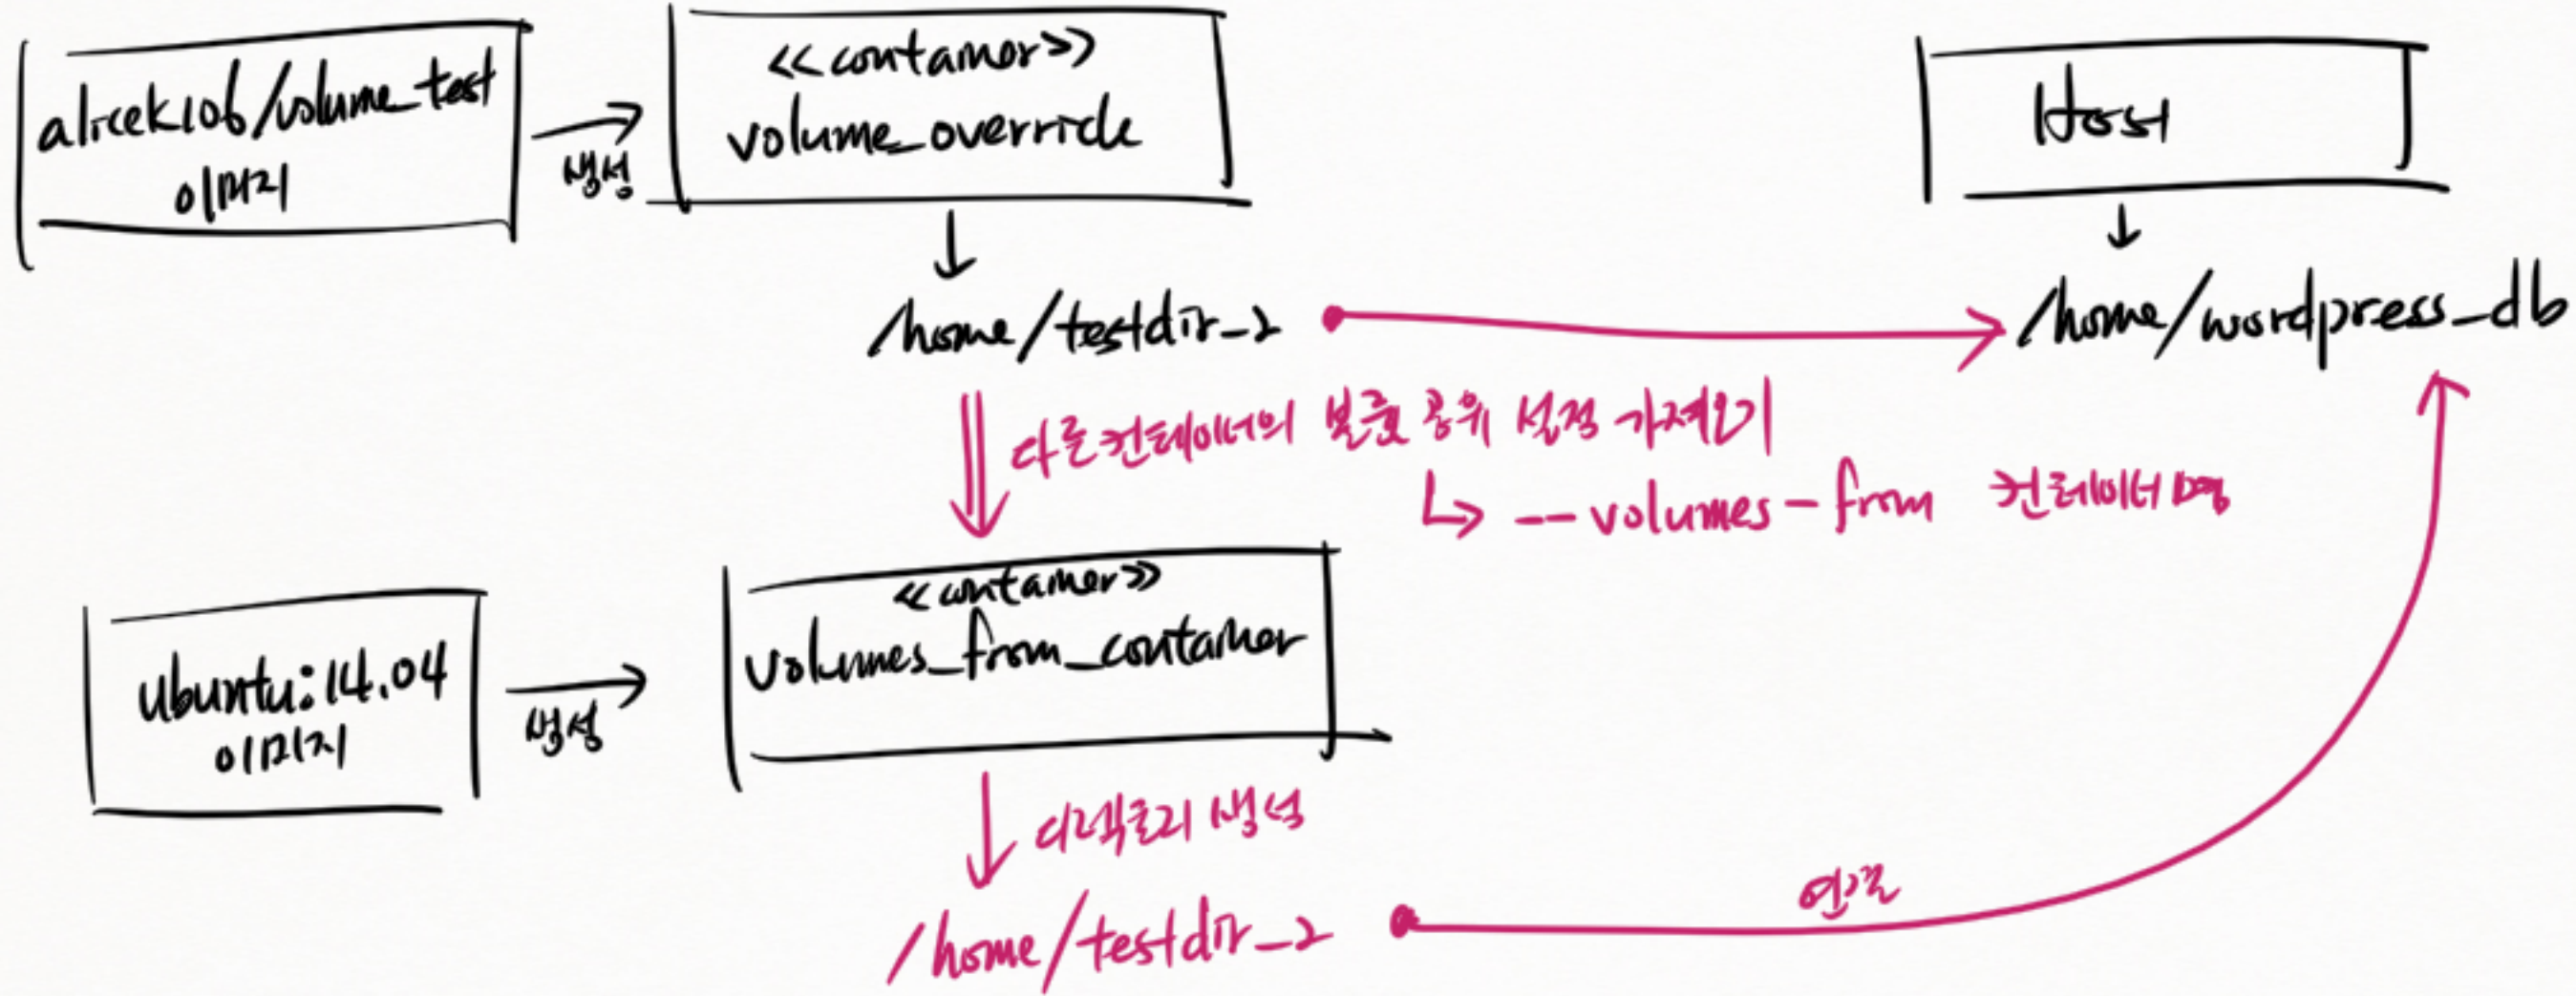 alicek106/volume_test
이미지
생성
<<container>>
volume_override
Host
/home/testdir_2
/home/wordpress_db
다른 컨테이너의 볼륨 공유 설정 가져오기
--volumes-from 컨테이너명
ubuntu:14.04
이미지
생성
<<container>>
volumes_from_container
디렉토리 생성
/home/testdir_2
연결